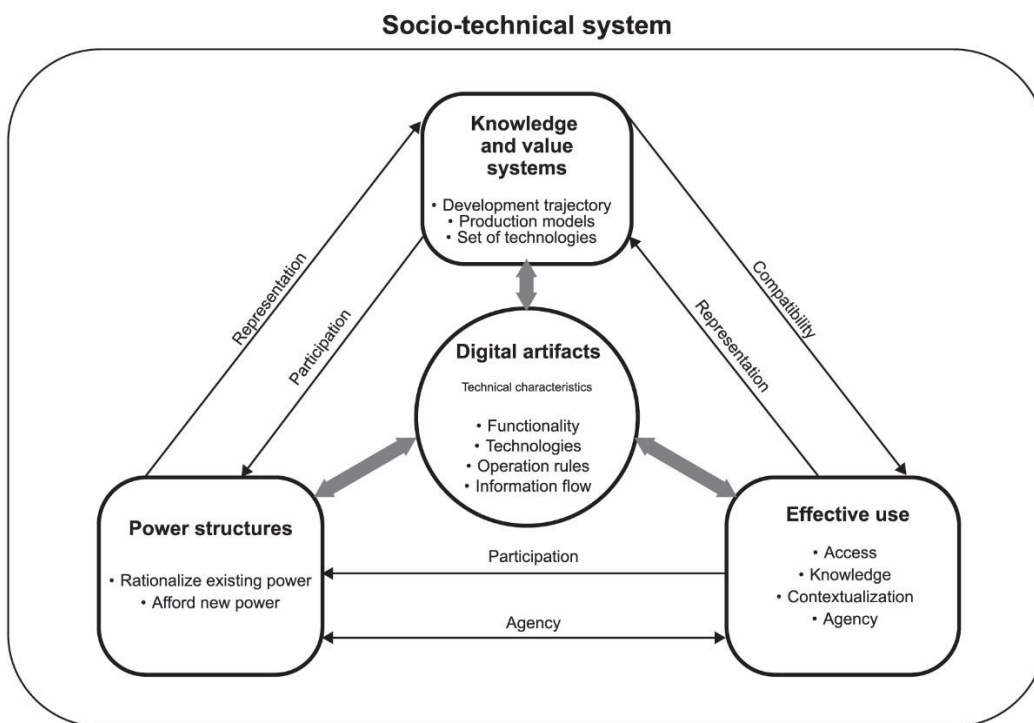 Socio-technical system
Knowledge
and value
systems
• Development trajectory
• Production models
• Set of technologies
Representation
Participation
Representation
Compatibility
Digital artifacts
Technical characteristics
• Functionality
• Technologies
• Operation rules
• Information flow
Power structures
• Rationalize existing power
• Afford new power
Participation
Agency
Effective use
• Access
• Knowledge
• Contextualization
• Agency